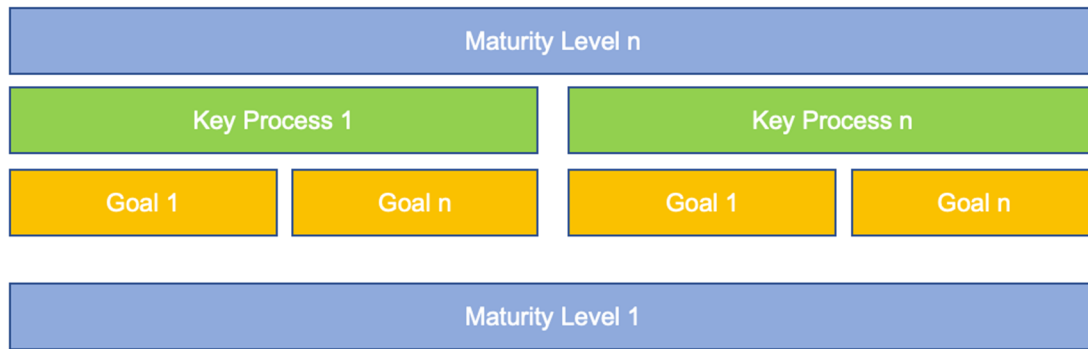 Maturity Level n
Key Process 1
Key Process n
Goal 1
Goal n
Goal 1
Goal n
Maturity Level 1